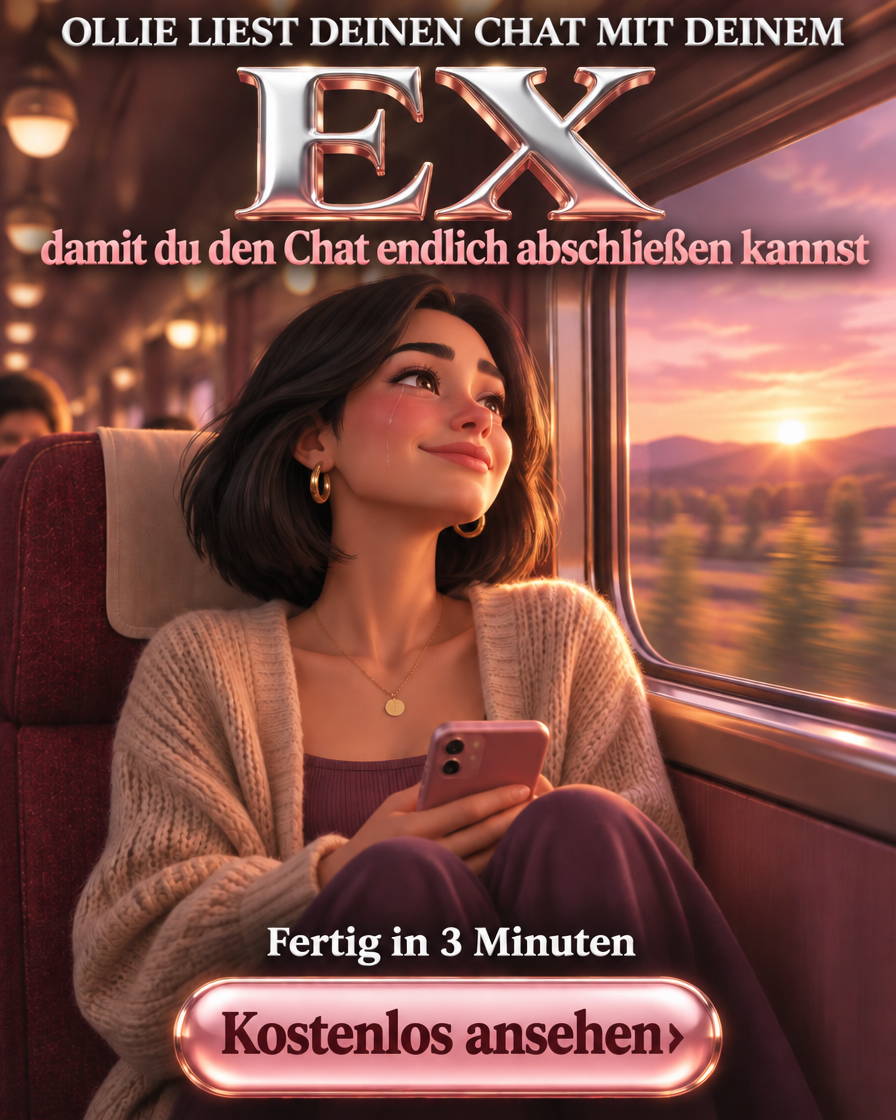 OLLIE LIEST DEINEN CHAT MIT DEINEM
EX
damit du den Chat endlich abschließen kannst
Fertig in 3 Minuten
Kostenlos ansehen›